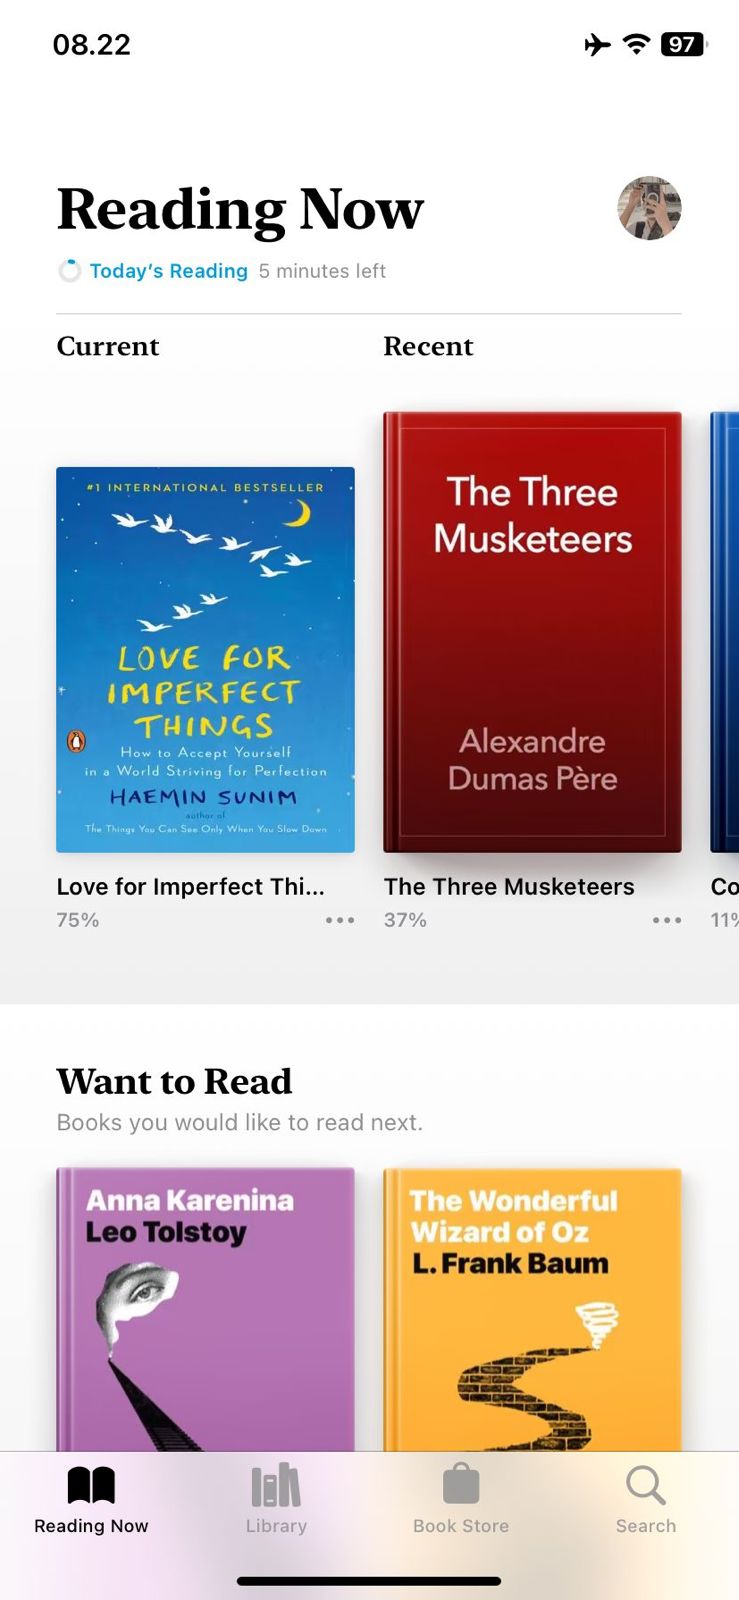 08.22
97
Reading Now
Today's Reading 5 minutes left
Current
Recent
#1 INTERNATIONAL BESTSELLER
LOVE FOR
IMPERFECT
THINGS
How to Accept Yourself
in a World Striving for Perfection
HAEMIN SUNIM
author of
The Things You Can See Only When You Slow Down
The Three
Musketeers
Alexandre
Dumas Père
Love for Imperfect Thi...
75%
The Three Musketeers
37%
Co
11%
Want to Read
Books you would like to read next.
Anna Karenina
Leo Tolstoy
The Wonderful
Wizard of Oz
L. Frank Baum
Reading Now
Library
Book Store
Search